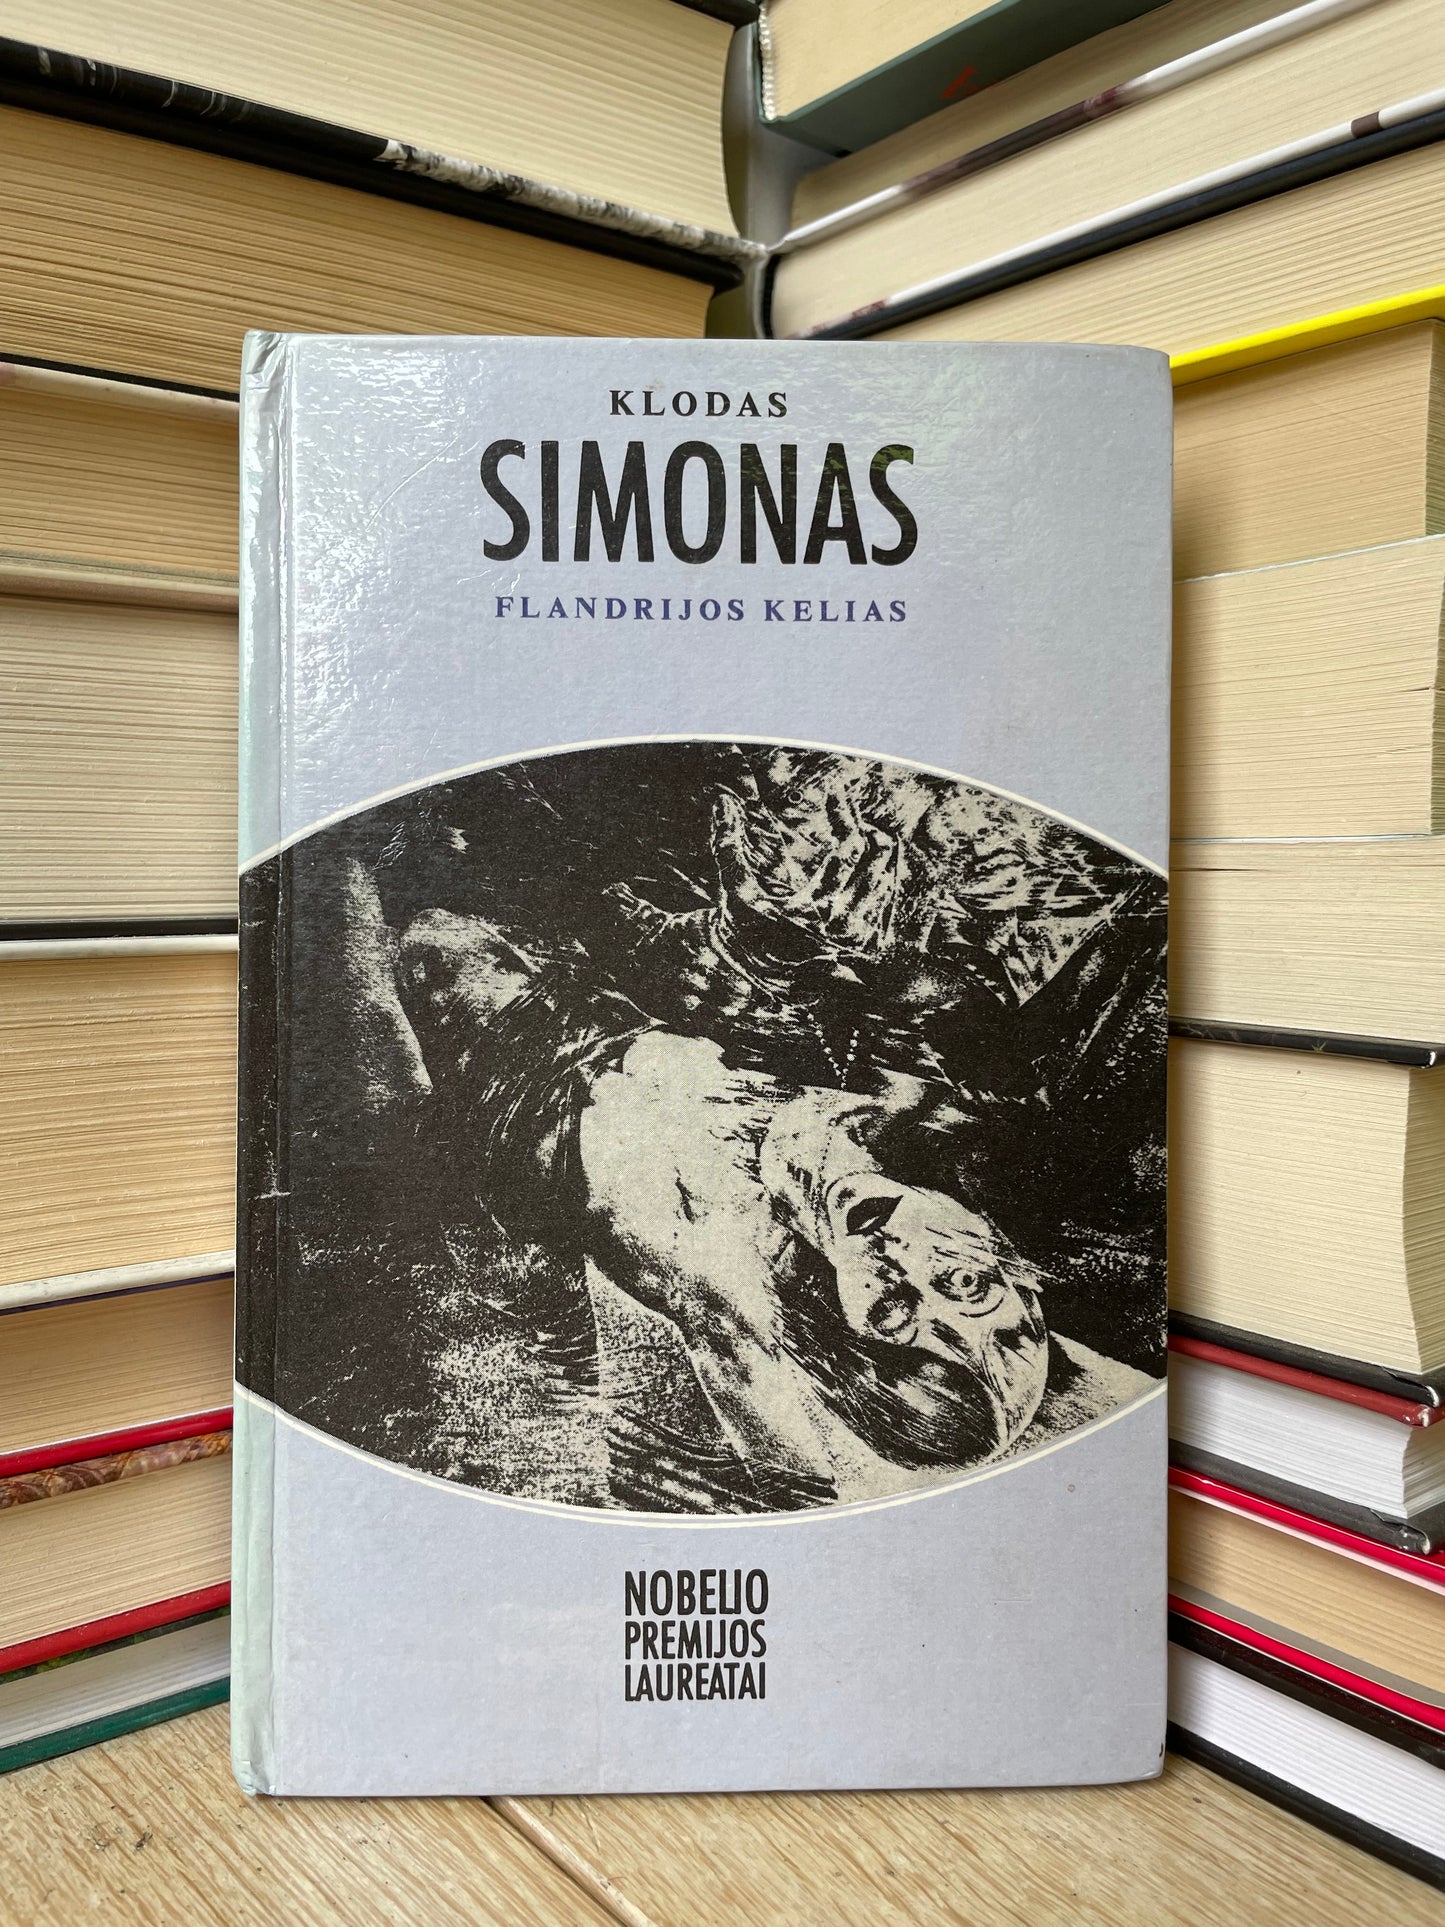 KLODAS
SIMONAS
FLANDRIJOS KELIAS
NOBELIO
PREMIJOS
LAUREATAI